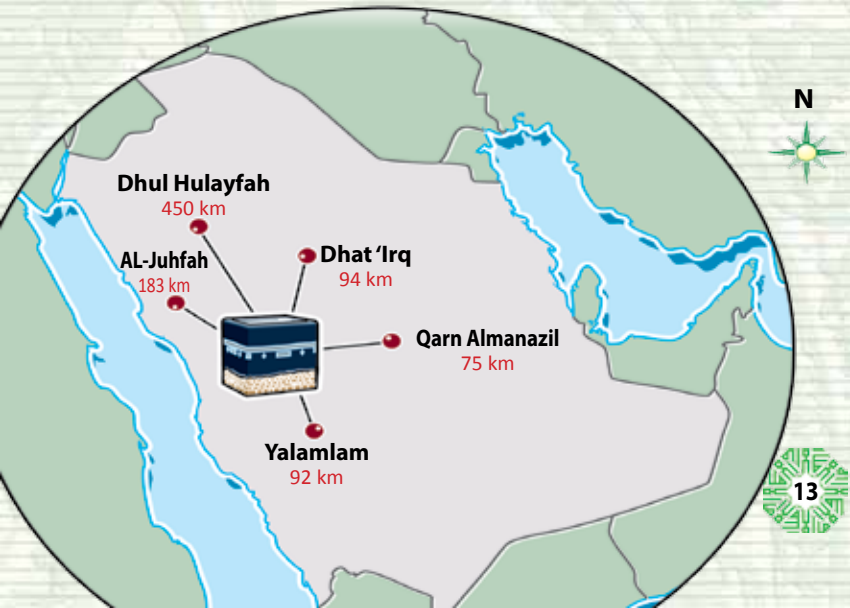 N
Dhul Hulayfah
450 km
AL-Juhfah
183 km
Dhat ‘Irq
94 km
Qarn Almanazil
75 km
Yalamlam
92 km
13